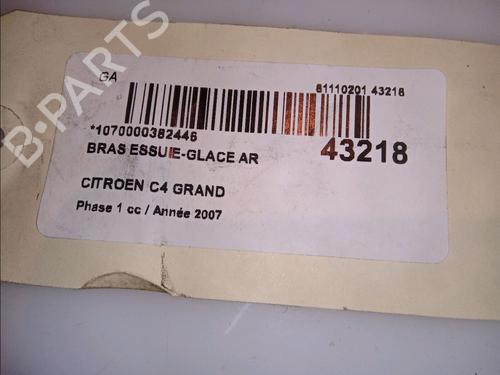 B-PARTS
GA
61110201 43218
*1070000382446
BRAS ESSUIE-GLACE AR
43218
CITROEN C4 GRAND
Phase 1 cc / Année 2007